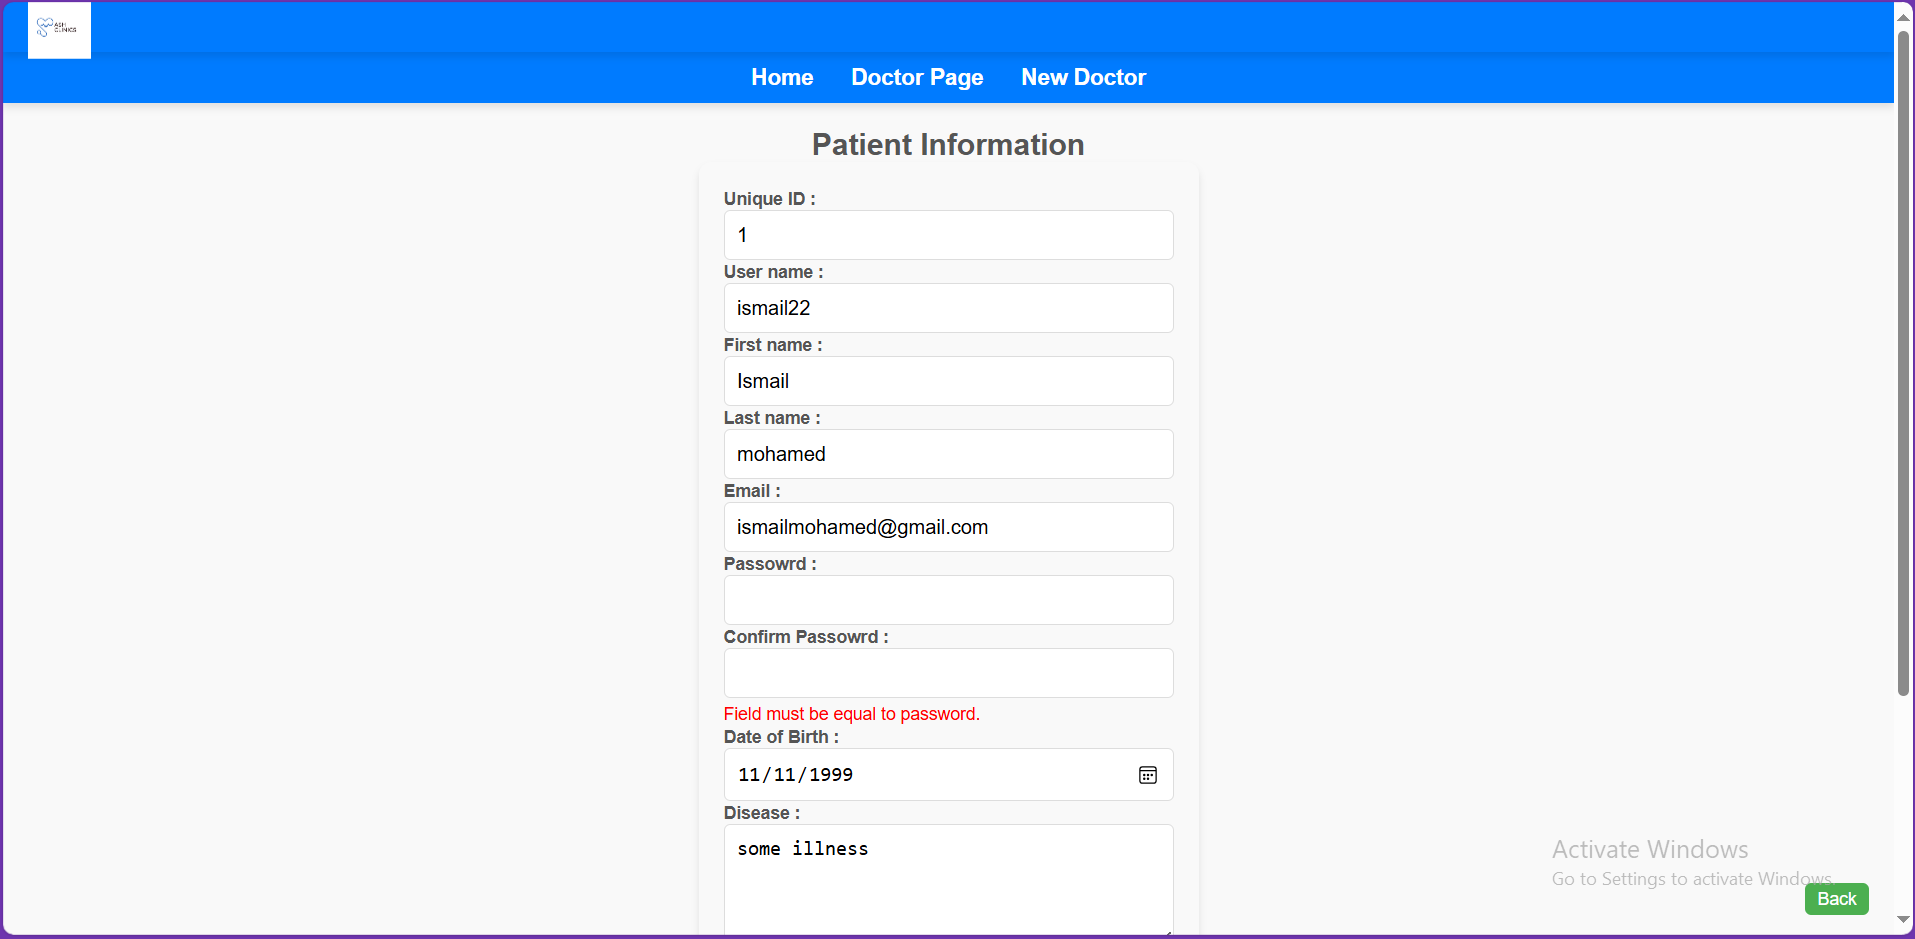 ASH
CLINICS
Home Doctor Page New Doctor
Patient Information
Unique ID :
1
User name :
ismail22
First name :
Ismail
Last name :
mohamed
Email :
ismailmohamed@gmail.com
Passowrd :
Confirm Passowrd :
Field must be equal to password.
Date of Birth :
11/11/1999
Disease :
some illness
Activate Windows
Go to Settings to activate Windows.
Back